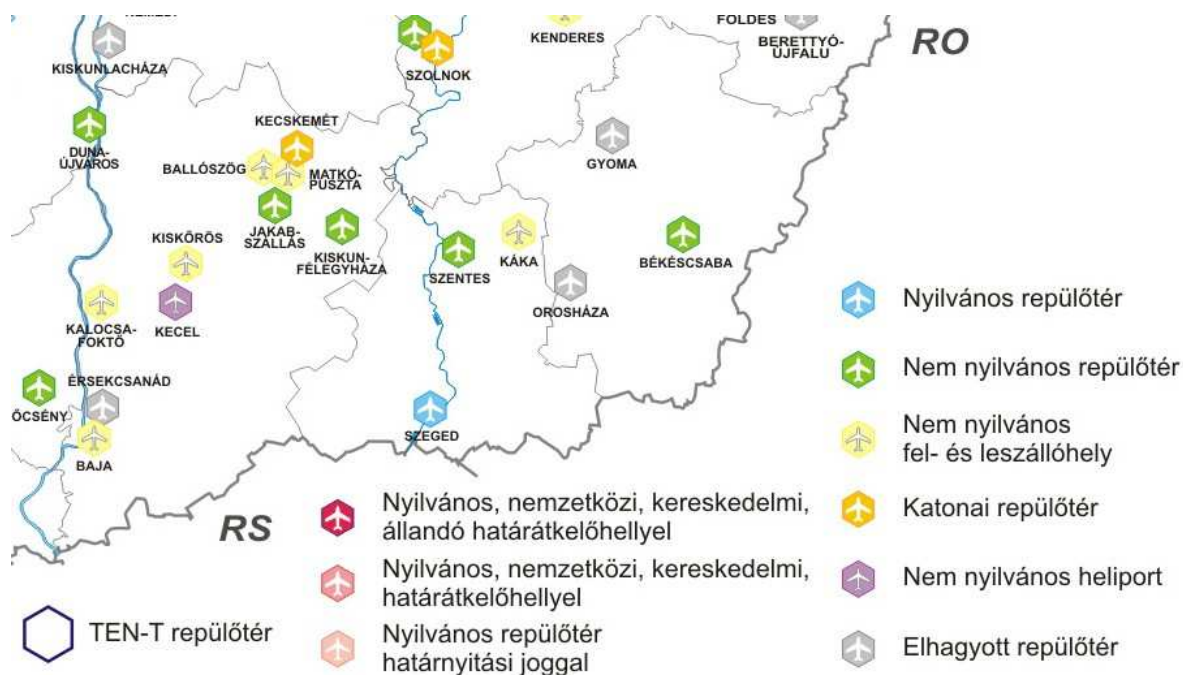 KISKUNLACHÁZA
SZOLNOK
KENDERES
FÖLDES
BERETTYÓ-
ÚJFALU
RO
DUNA-
ÚJVÁROS
KECSKEMÉT
BALLÓSZÖG
MATKÓ-
PUSZTA
GYOMA
JAKAB-
SZÁLLÁS
KISKUN-
FÉLEGYHÁZA
KISKŐRÖS
SZENTES
KÁKA
BÉKÉSCSABA
KALOCSA-
FOKTŐ
KECEL
OROSHÁZA
ŐCSÉNY
ÉRSEKCSANÁD
BAJA
SZEGED
RS
TEN-T repülőtér
Nyilvános, nemzetközi, kereskedelmi,
állandó határátkelőhellyel
Nyilvános, nemzetközi, kereskedelmi,
határátkelőhellyel
Nyilvános repülőtér
határnyitási joggal
Nyilvános repülőtér
Nem nyilvános repülőtér
Nem nyilvános
fel- és leszállóhely
Katonai repülőtér
Nem nyilvános heliport
Elhagyott repülőtér